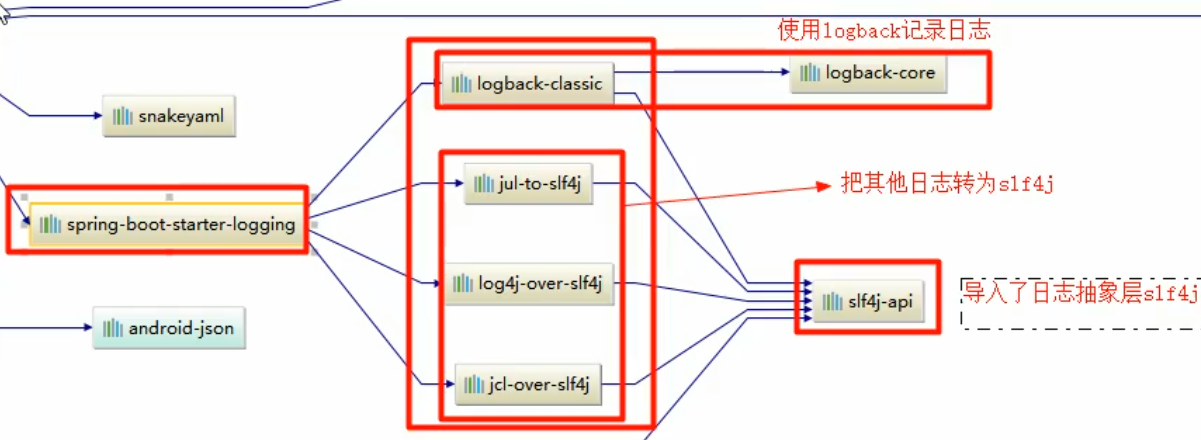 使用logback记录日志
logback-classic
logback-core
snakeyaml
jul-to-slf4j
把其他日志转为slf4j
spring-boot-starter-logging
log4j-over-slf4j
导入了日志抽象层slf4j
slf4j-api
android-json
jcl-over-slf4j